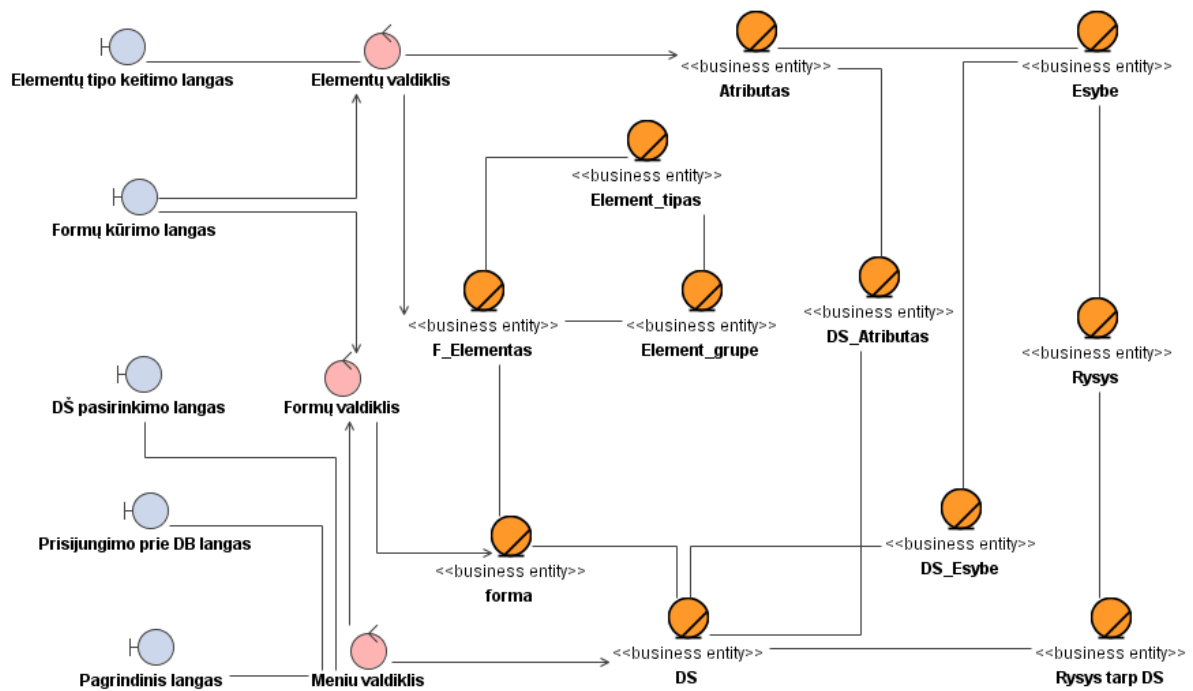 Elementų tipo keitimo langas
Elementų valdiklis
<<business entity>>
Atributas
<<business entity>>
Esybe
<<business entity>>
Element_tipas
Formų kūrimo langas
<<business entity>>
F_Elementas
<<business entity>>
Element_grupe
<<business entity>>
DS_Atributas
<<business entity>>
Rysys
DŠ pasirinkimo langas
Formų valdiklis
Prisijungimo prie DB langas
<<business entity>>
forma
<<business entity>>
DS_Esybe
Pagrindinis langas
Meniu valdiklis
<<business entity>>
DS
<<business entity>>
Rysys tarp DS